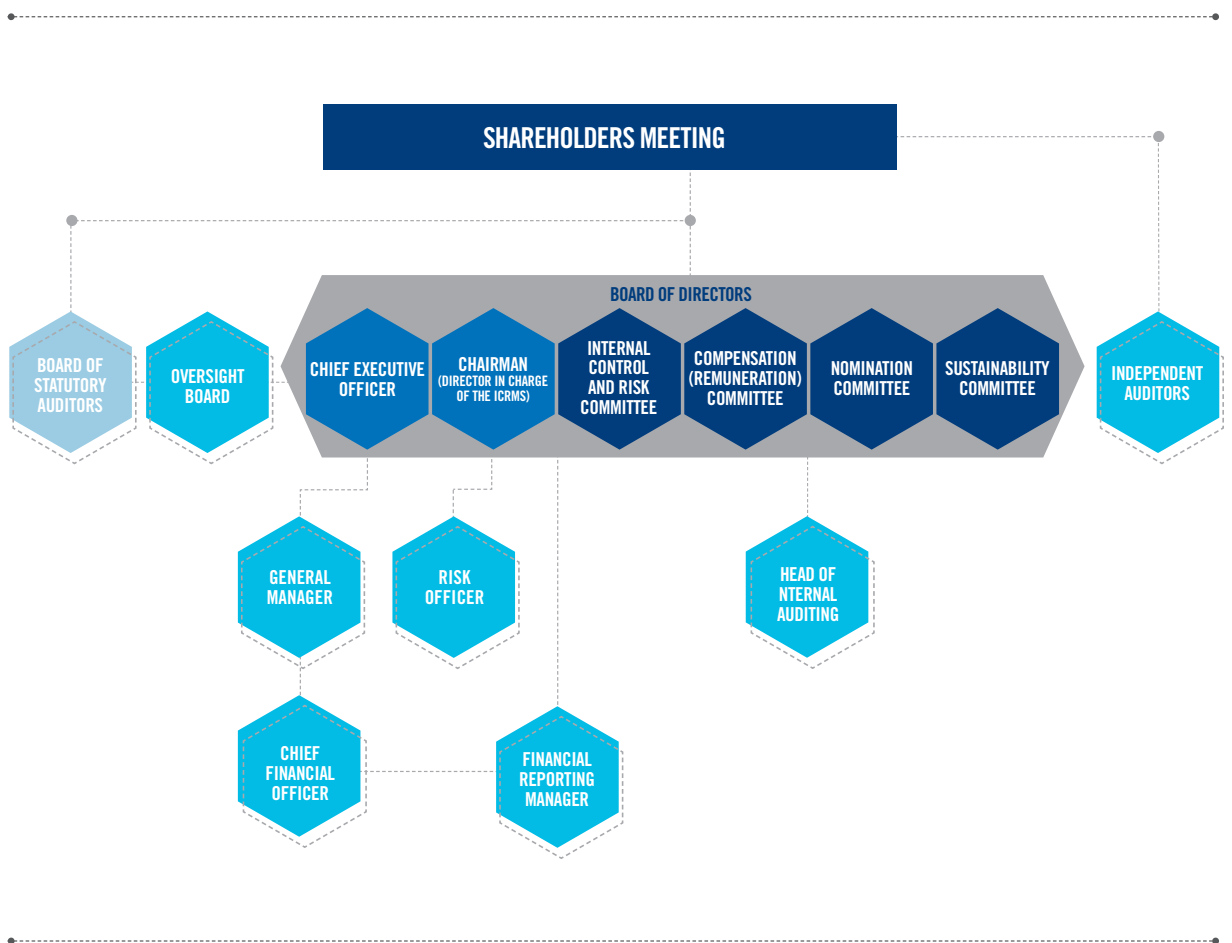 SHAREHOLDERS MEETING
BOARD OF DIRECTORS
BOARD OF
STATUTORY
AUDITORS
OVERSIGHT
BOARD
CHIEF EXECUTIVE
OFFICER
CHAIRMAN
(DIRECTOR IN CHARGE
OF THE ICRMS)
INTERNAL
CONTROL
AND RISK
COMMITTEE
COMPENSATION
(REMUNERATION)
COMMITTEE
NOMINATION
COMMITTEE
SUSTAINABILITY
COMMITTEE
INDEPENDENT
AUDITORS
GENERAL
MANAGER
RISK
OFFICER
HEAD OF
NTERNAL
AUDITING
CHIEF
FINANCIAL
OFFICER
FINANCIAL
REPORTING
MANAGER